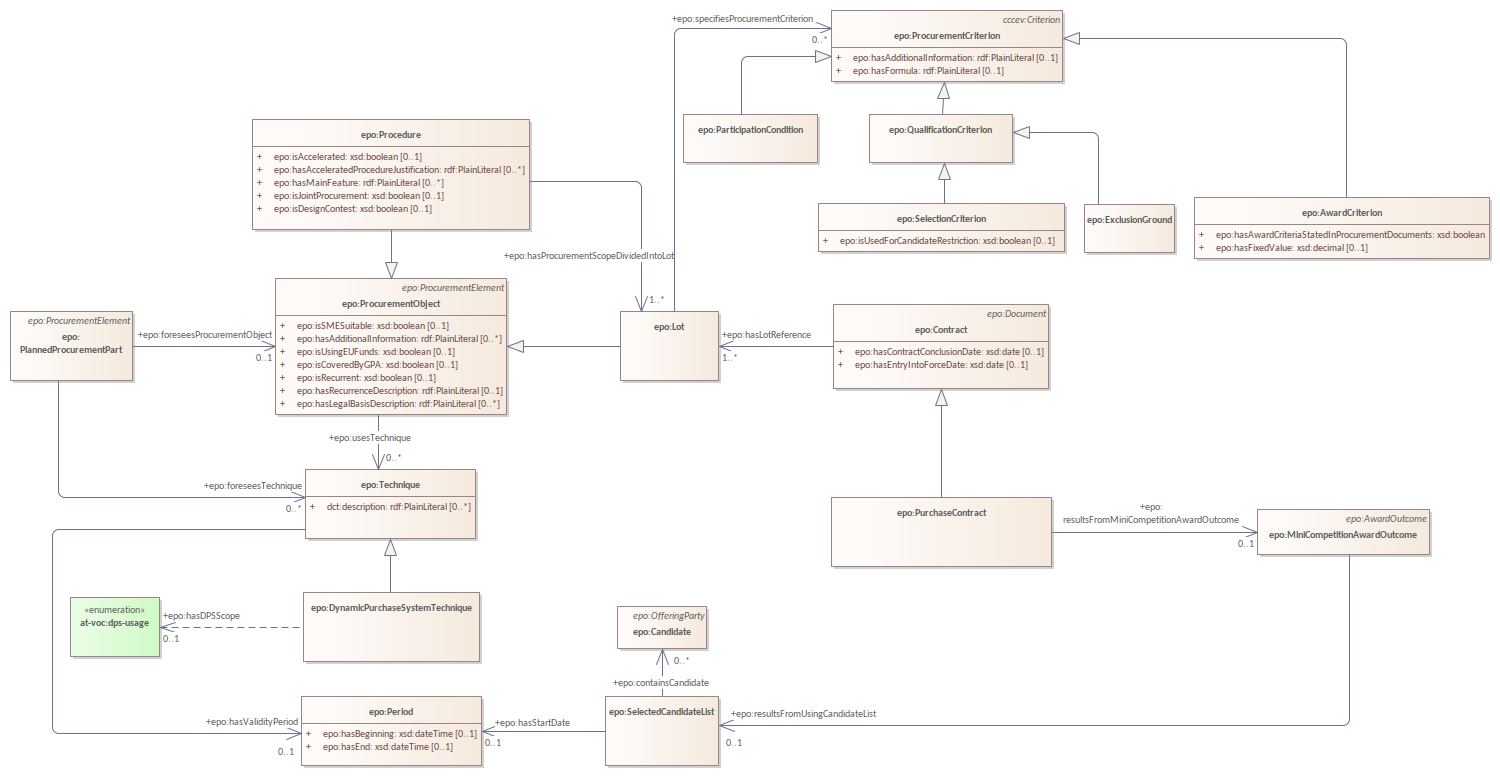 +epo:specifiesProcurementCriterion
0..*
cccev:Criterion
epo:ProcurementCriterion
+ epo:hasAdditionalInformation: rdf:PlainLiteral [0..1]
+ epo:hasFormula: rdf:PlainLiteral [0..1]
epo:ParticipationCondition
epo:QualificationCriterion
epo:SelectionCriterion
+ epo:isUsedForCandidateRestriction: xsd:boolean [0..1]
epo:ExclusionGround
epo:AwardCriterion
+ epo:hasAwardCriteriaStatedInProcurementDocuments: xsd:boolean
+ epo:hasFixedValue: xsd:decimal [0..1]
epo:Procedure
+ epo:isAccelerated: xsd:boolean [0..1]
+ epo:hasAcceleratedProcedureJustification: rdf:PlainLiteral [0..*]
+ epo:hasMainFeature: rdf:PlainLiteral [0..*]
+ epo:isJointProcurement: xsd:boolean [0..1]
+ epo:isDesignContest: xsd:boolean [0..1]
+epo:hasProcurementScopeDividedIntoLot
1..*
epo:ProcurementElement
epo:ProcurementObject
+ epo:isSMESuitable: xsd:boolean [0..1]
+ epo:hasAdditionalInformation: rdf:PlainLiteral [0..*]
+ epo:isUsingEUFunds: xsd:boolean [0..1]
+ epo:isCoveredByGPA: xsd:boolean [0..1]
+ epo:isRecurrent: xsd:boolean [0..1]
+ epo:hasRecurrenceDescription: rdf:PlainLiteral [0..1]
+ epo:hasLegalBasisDescription: rdf:PlainLiteral [0..*]
epo:ProcurementElement
epo:
PlannedProcurementPart
+epo:foreseesProcurementObject
0..1
epo:Lot
+epo:hasLotReference
1..*
epo:Document
epo:Contract
+ epo:hasContractConclusionDate: xsd:date [0..1]
+ epo:hasEntryIntoForceDate: xsd:date [0..1]
+epo:usesTechnique
0..*
+epo:foreseesTechnique
0..*
epo:Technique
+ dct:description: rdf:PlainLiteral [0..*]
epo:PurchaseContract
+epo:
resultsFromMiniCompetitionAwardOutcome
0..1
epo:AwardOutcome
epo:MiniCompetitionAwardOutcome
«enumeration»
at-voc:dps-usage
+epo:hasDPSScope
0..1
epo:DynamicPurchaseSystemTechnique
epo:OfferingParty
epo:Candidate
0..*
+epo:containsCandidate
+epo:hasValidityPeriod
0..1
epo:Period
+ epo:hasBeginning: xsd:dateTime [0..1]
+ epo:hasEnd: xsd:dateTime [0..1]
+epo:hasStartDate
0..1
epo:SelectedCandidateList
+epo:resultsFromUsingCandidateList
0..1